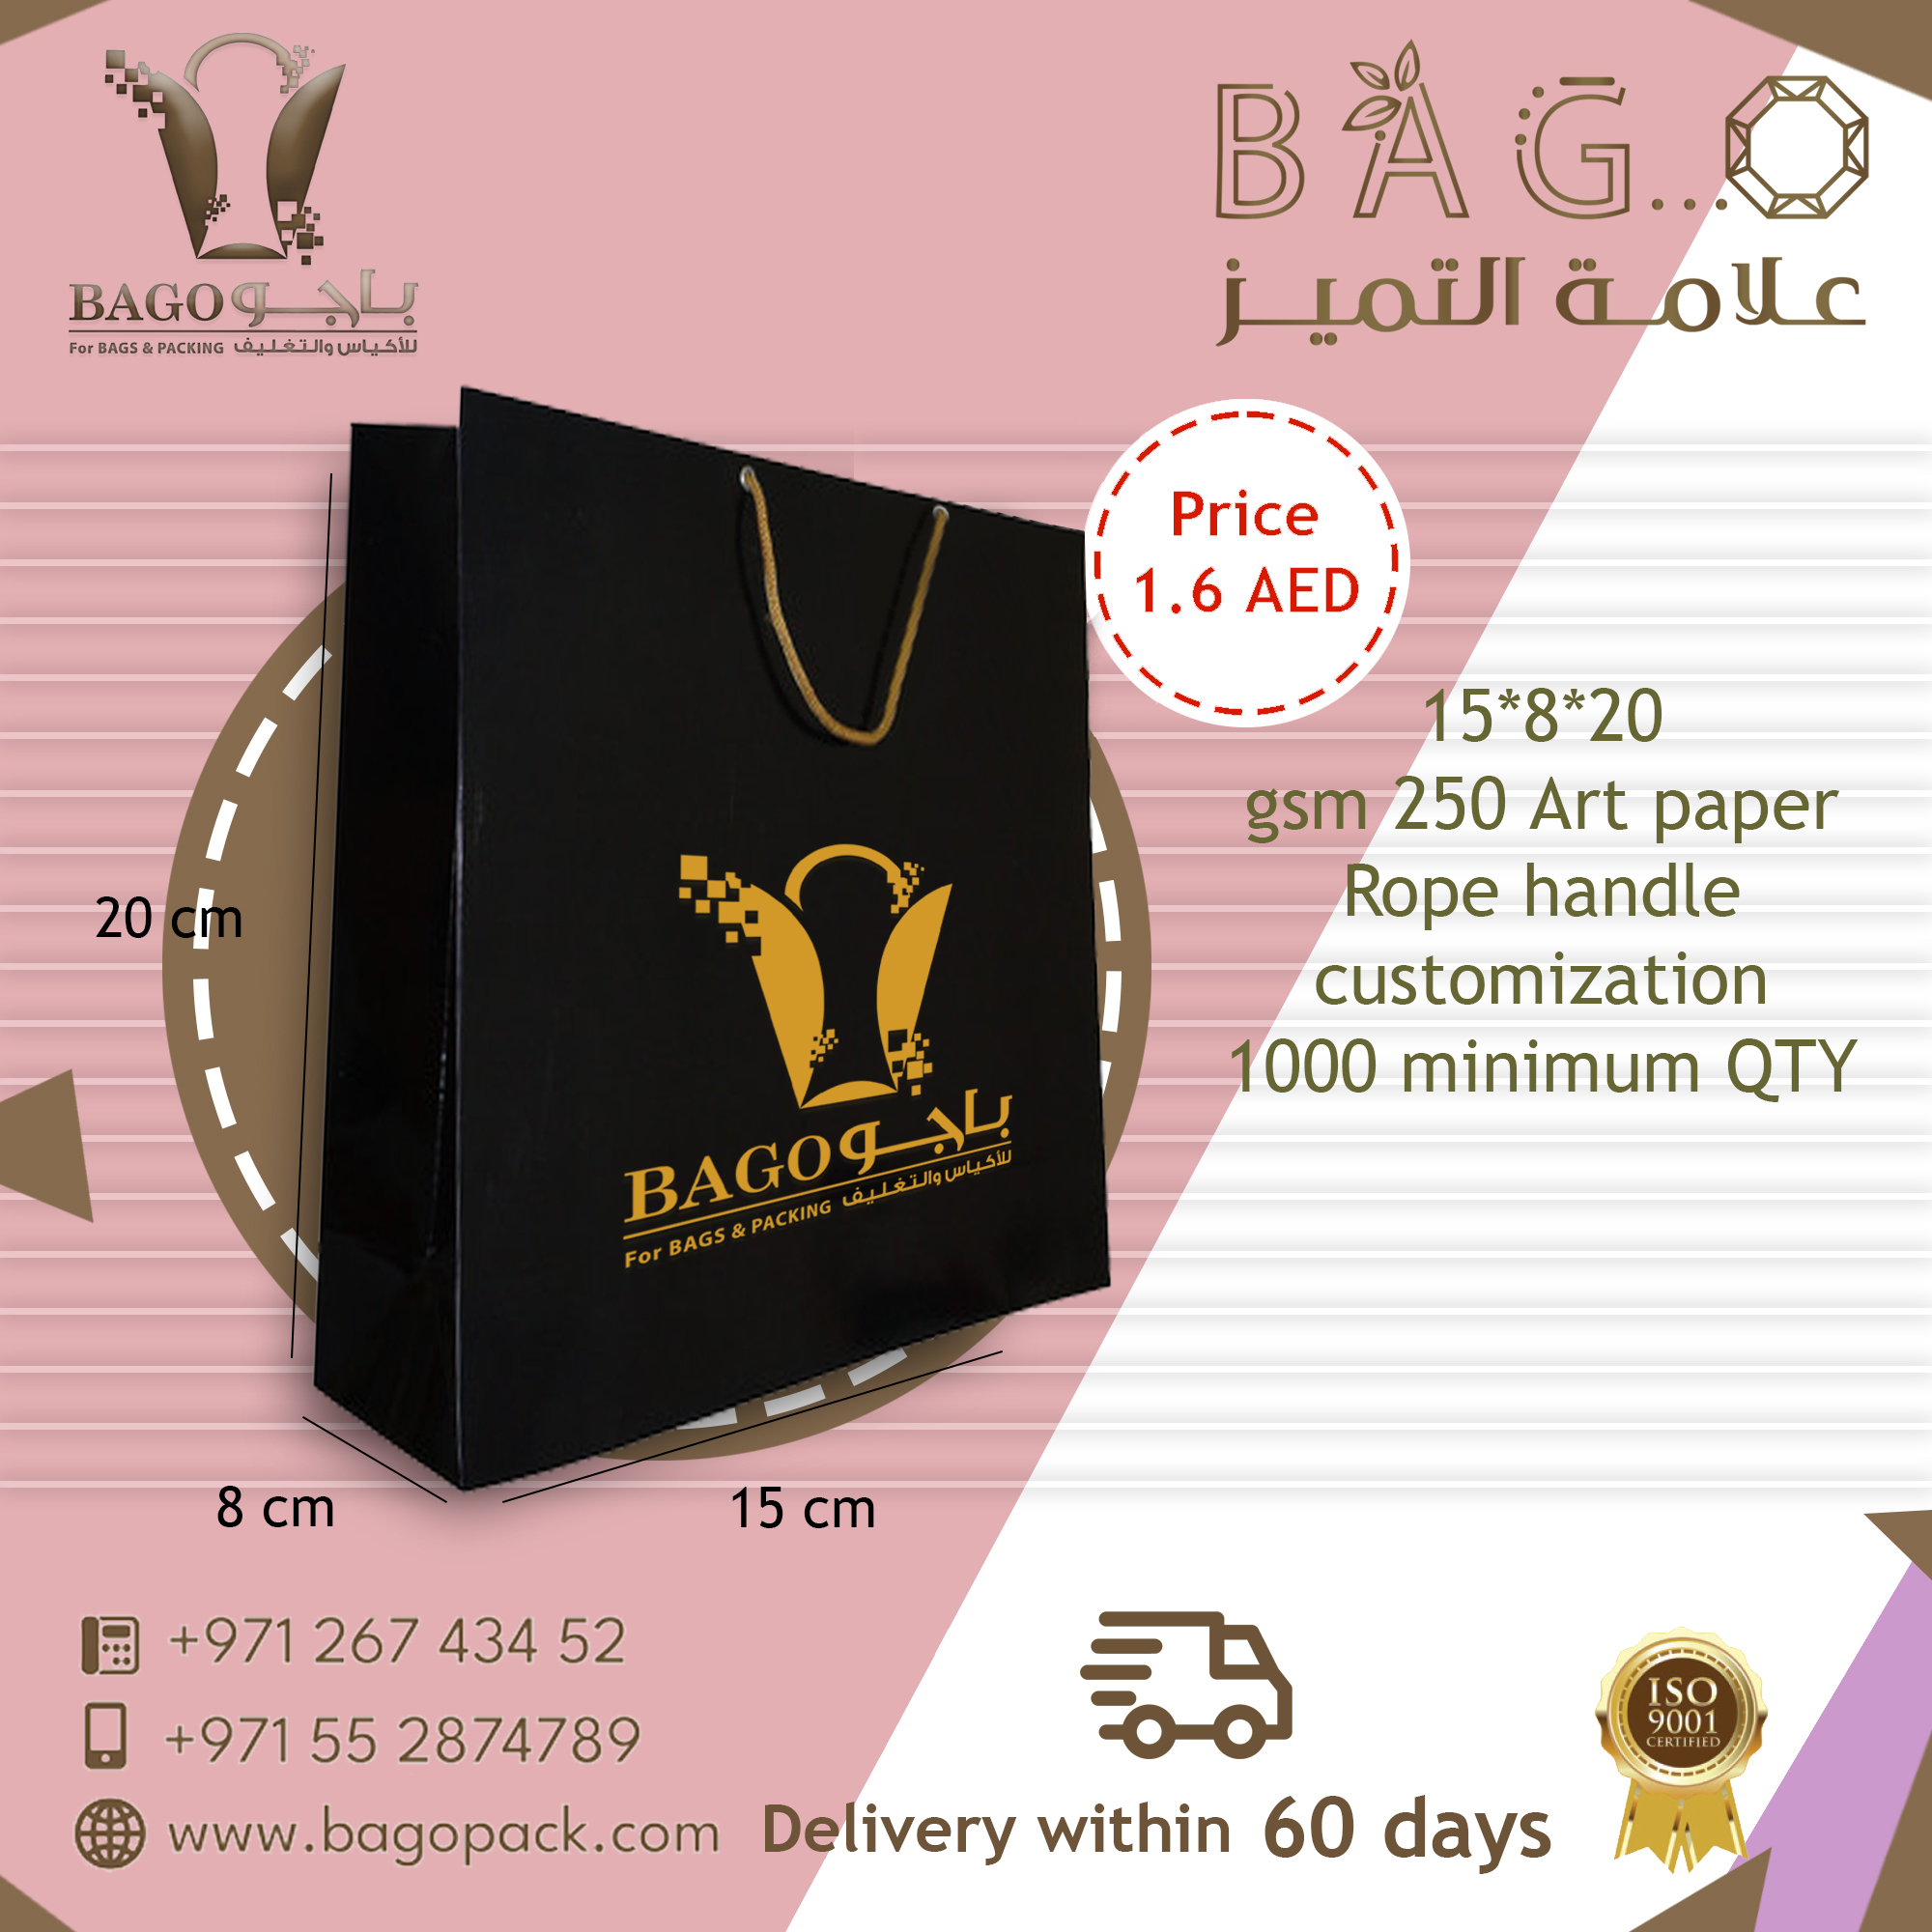 BAGO باجو
For BAGS & PACKING للأكياس والتغليف
BAG...O
علامة التميز
Price
1.6 AED
15*8*20
gsm 250 Art paper
Rope handle
customization
1000 minimum QTY
20 cm
BAGO باجو
For BAGS & PACKING للأكياس والتغليف
8 cm
15 cm
+971 267 434 52
+971 55 2874789
www.bagopack.com
Delivery within 60 days
ISO
9001
CERTIFIED